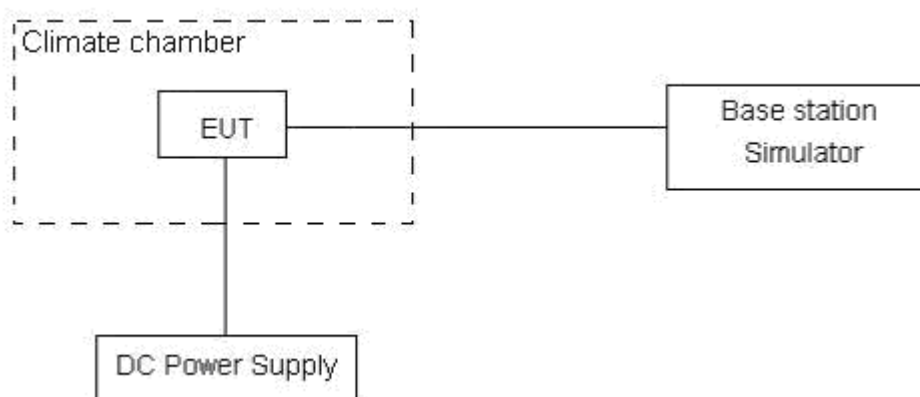 Climate chamber
EUT
Base station
Simulator
DC Power Supply